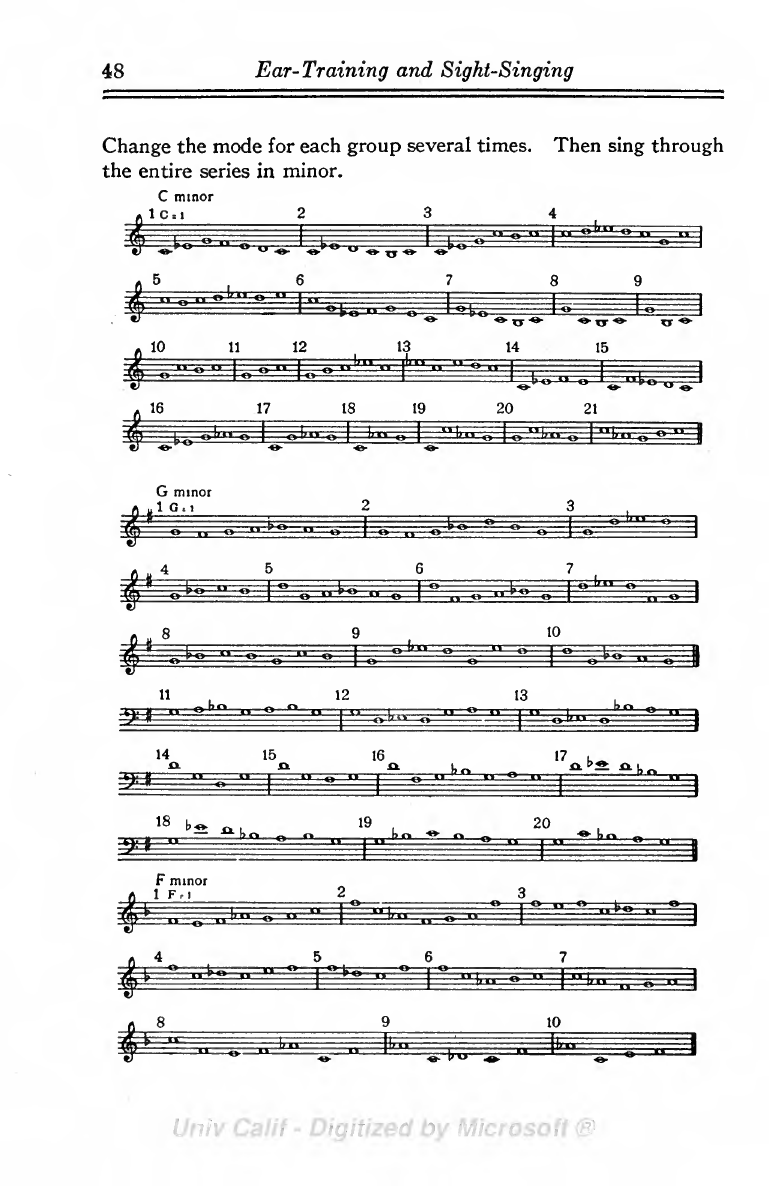 48 Ear-Training and Sight-Singing
Change the mode for each group several times. Then sing through
the entire series in minor.
C minor
1 C=1 2 3 4
5 6 7 8 9
10 11 12 13 14 15
16 17 18 19 20 21
G minor
1 G=1 2 3
4 5 6 7
8 9 10
11 12 13
14 15 16 17
18 19 20
F minor
1 F=1 2 3
4 5 6 7
8 9 10
Univ Calif - Digitized by Microsoft ®